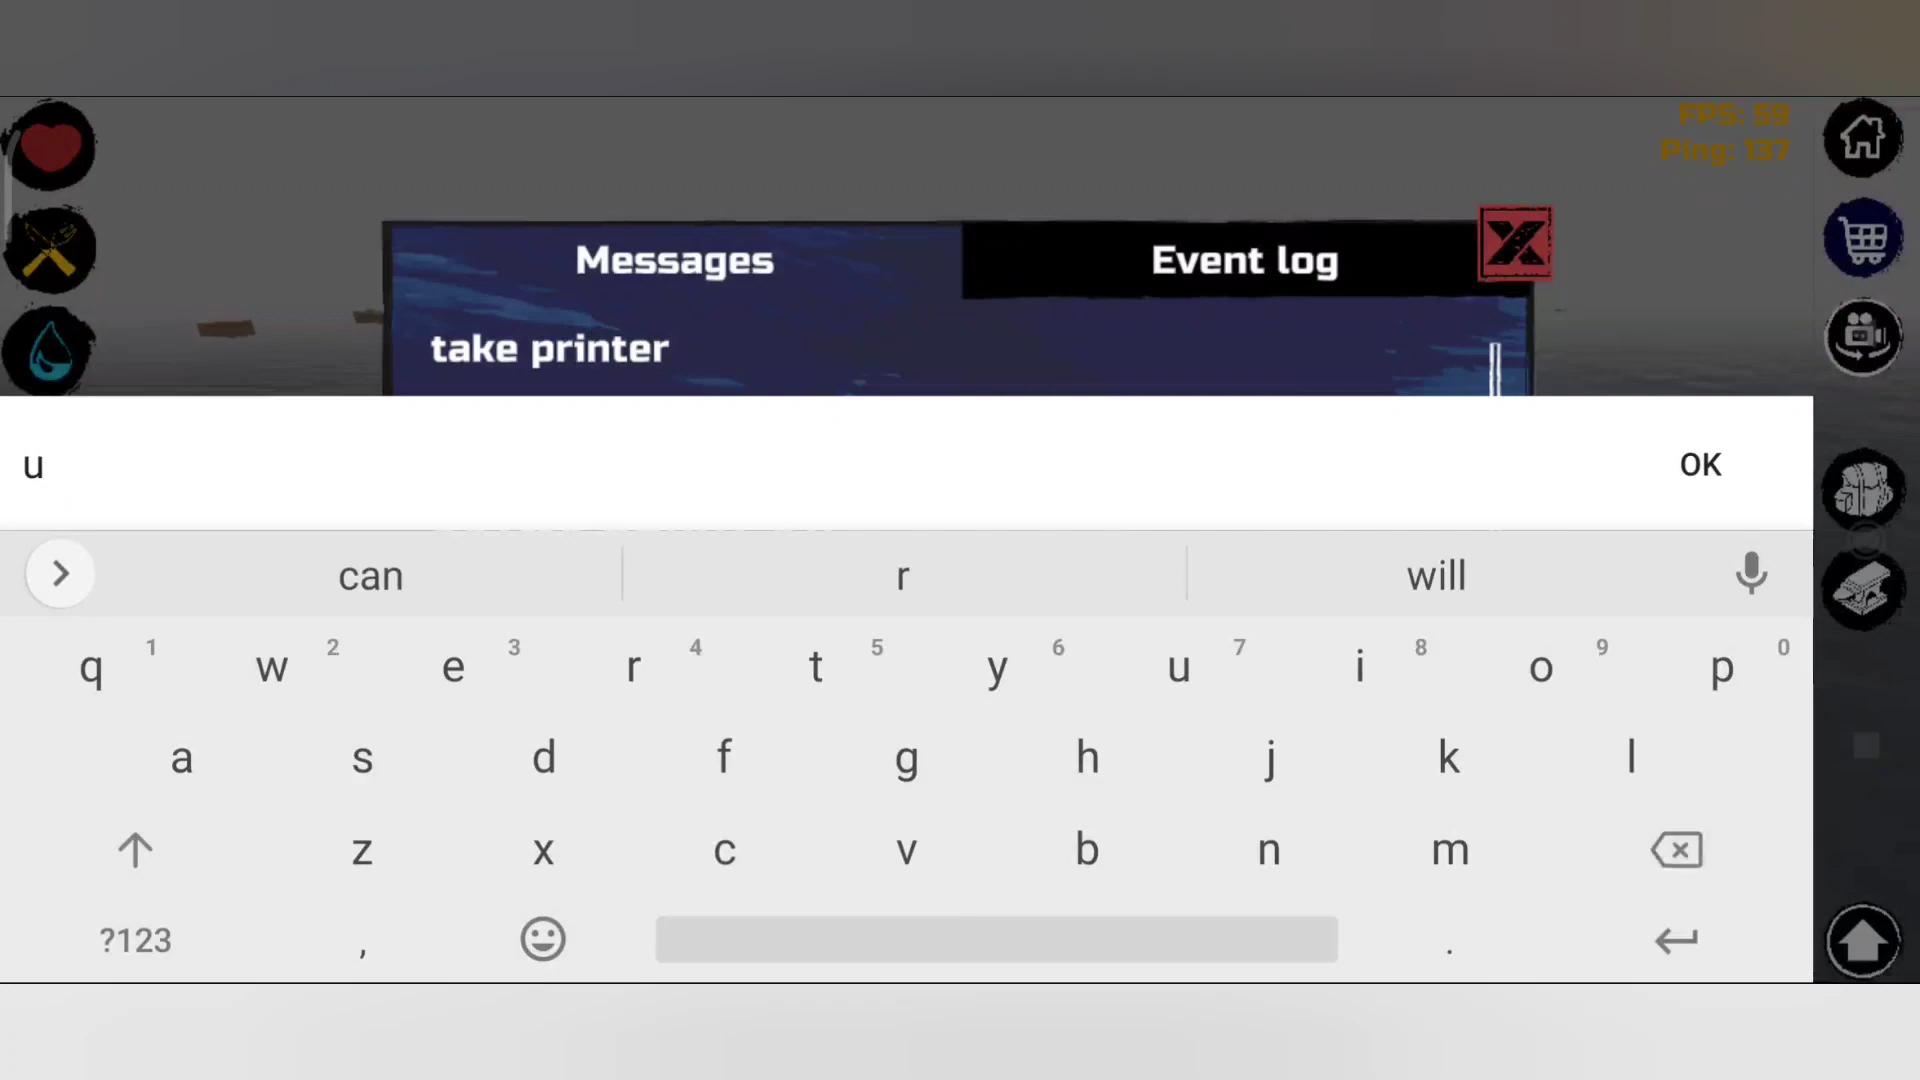 FPS: 59
Ping: 137
Messages
Event log
take printer
u
OK
can
r
will
q 1 w 2 e 3 r 4 t 5 y 6 u 7 i 8 o 9 p 0
a s d f g h j k l
z x c v b n m
?123 , .